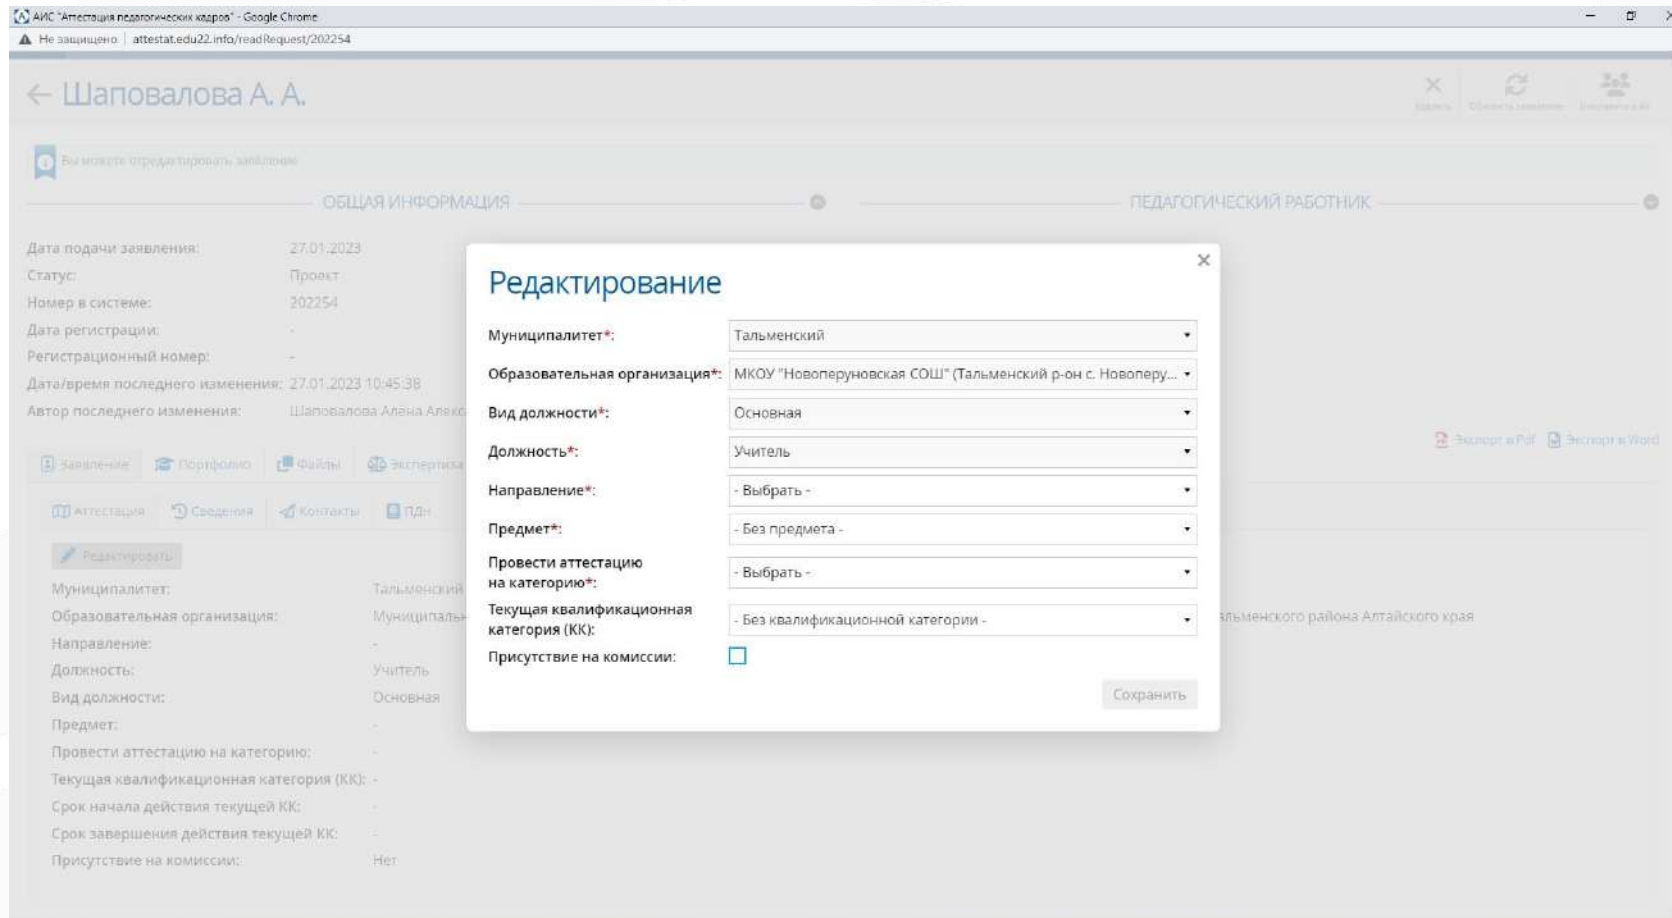 АИС "Аттестация педагогических кадров" - Google Chrome
Не защищено | attestat.edu22.info/readRequest/202254
← Шаповалова А. А.
Удалить
Вы можете отредактировать заявление
ОБЩАЯ ИНФОРМАЦИЯ
ПЕДАГОГИЧЕСКИЙ РАБОТНИК
Дата подачи заявления: 27.01.2023
Статус: Проект
Номер в системе: 202254
Дата регистрации: -
Регистрационный номер: -
Дата/время последнего изменения: 27.01.2023 10:45:38
Автор последнего изменения: Шаповалова Алёна Алекс
Экспорт в Pdf Экспорт в Word
Заявление Портфолио Файлы Экспертиза
Аттестация Сведения Контакты ПДн
Редактировать
Муниципалитет: Тальменский
Образовательная организация: Муниципальн альменского района Алтайского края
Направление: -
Должность: Учитель
Вид должности: Основная
Предмет: -
Провести аттестацию на категорию: -
Текущая квалификационная категория (КК): -
Срок начала действия текущей КК: -
Срок завершения действия текущей КК: -
Присутствие на комиссии: Нет
Редактирование
Муниципалитет*: Тальменский
Образовательная организация*: МКОУ "Новоперуновская СОШ" (Тальменский р-он с. Новоперу...
Вид должности*: Основная
Должность*: Учитель
Направление*: - Выбрать -
Предмет*: - Без предмета -
Провести аттестацию
на категорию*: - Выбрать -
Текущая квалификационная
категория (КК): - Без квалификационной категории -
Присутствие на комиссии:
Сохранить